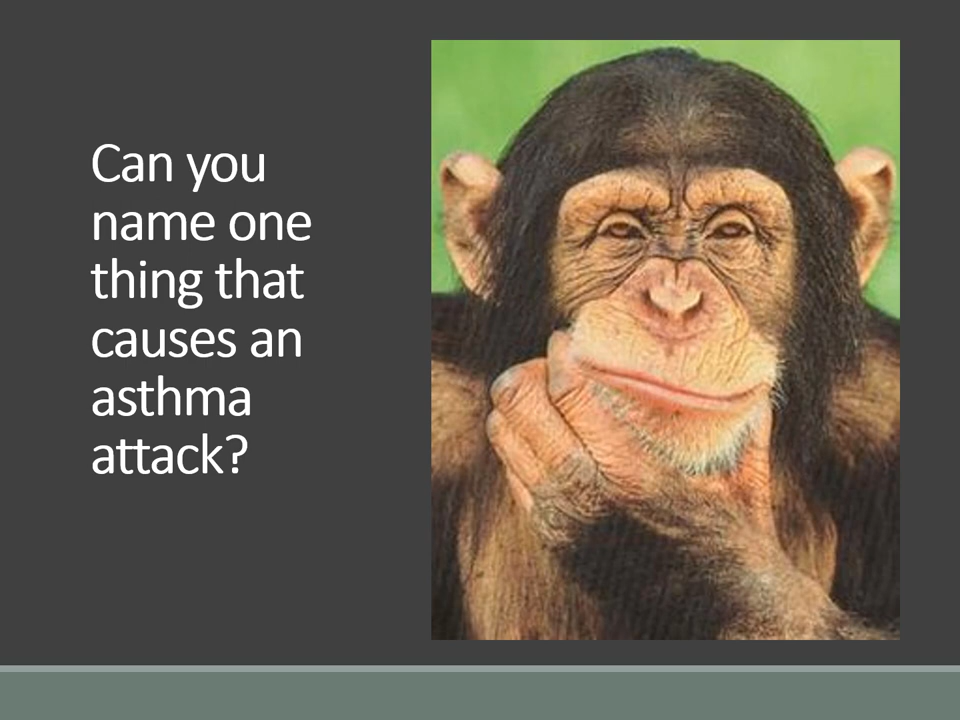 Can you
name one
thing that
causes an
asthma
attack?